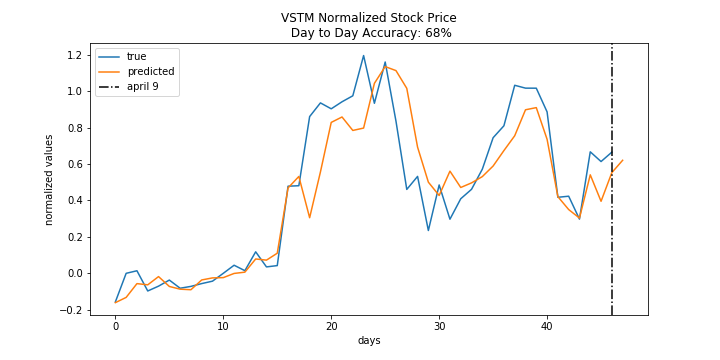 VSTM Normalized Stock Price
Day to Day Accuracy: 68%
true
predicted
april 9
normalized values
1.2
1.0
0.8
0.6
0.4
0.2
0.0
−0.2
0
10
20
30
40
days